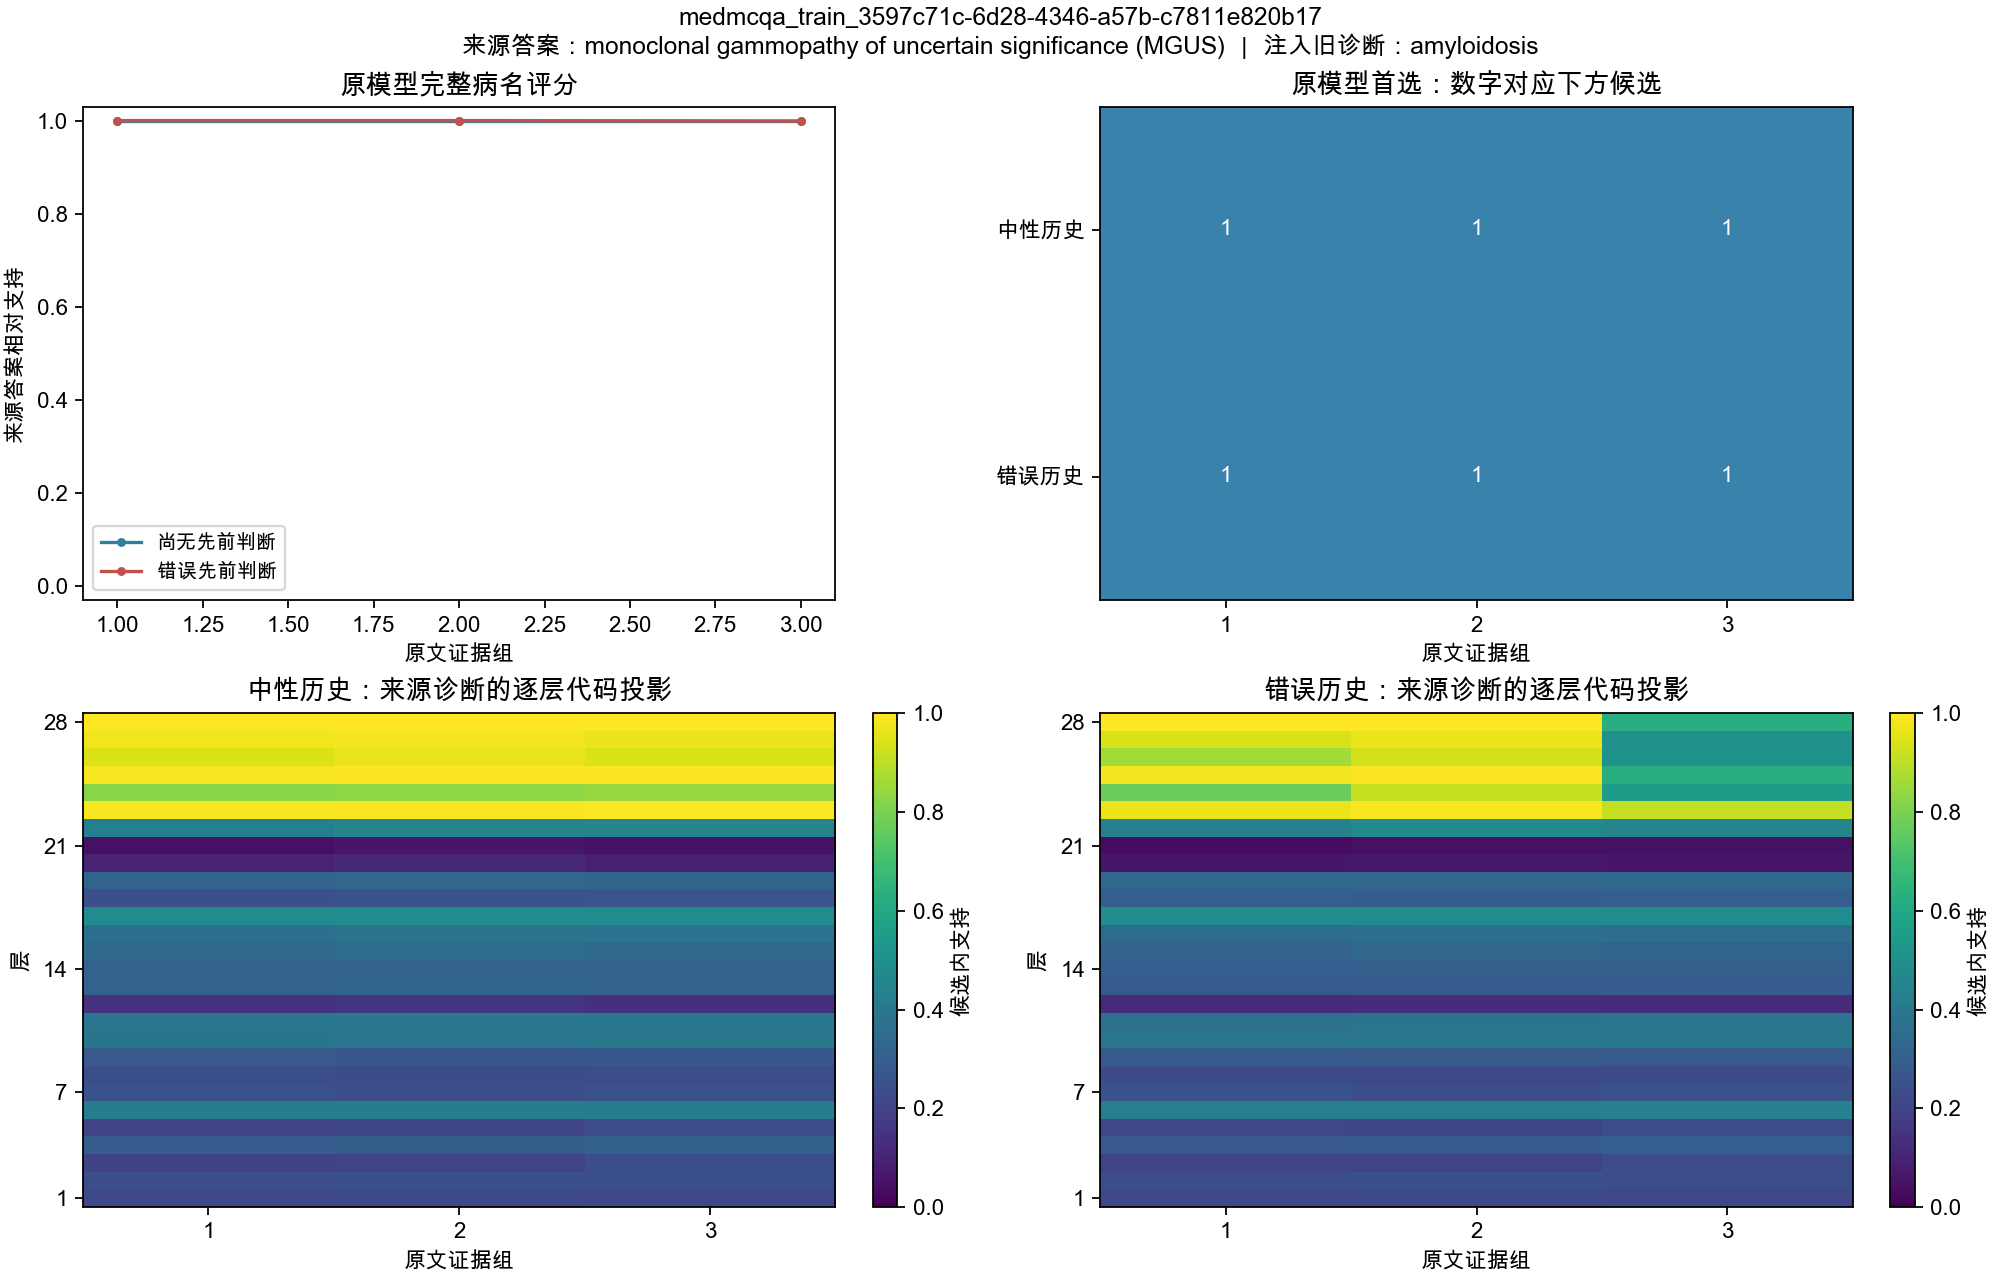 medmcqa_train_3597c71c-6d28-4346-a57b-c7811e820b17
来源答案：monoclonal gammopathy of uncertain significance (MGUS) | 注入旧诊断：amyloidosis
原模型完整病名评分
来源答案相对支持
1.0
0.8
0.6
0.4
0.2
0.0
尚无先前判断
错误先前判断
1.00 1.25 1.50 1.75 2.00 2.25 2.50 2.75 3.00
原文证据组
原模型首选：数字对应下方候选
中性历史
1 1 1
错误历史
1 1 1
1 2 3
原文证据组
中性历史：来源诊断的逐层代码投影
层
28
21
14
7
1
1 2 3
原文证据组
1.0
0.8
0.6
0.4
0.2
0.0
候选内支持
错误历史：来源诊断的逐层代码投影
层
28
21
14
7
1
1 2 3
原文证据组
1.0
0.8
0.6
0.4
0.2
0.0
候选内支持